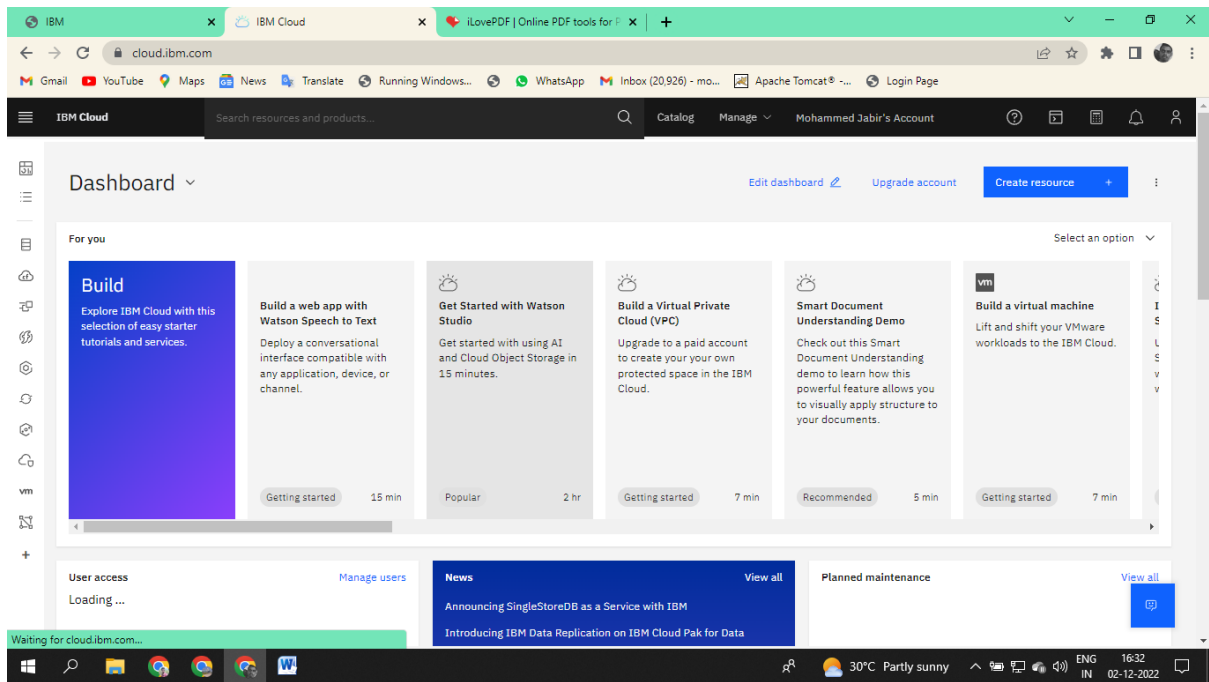 IBM
IBM Cloud
iLovePDF | Online PDF tools for P
cloud.ibm.com
Gmail
YouTube
Maps
News
Translate
Running Windows...
WhatsApp
Inbox (20,926) - mo...
Apache Tomcat® -...
Login Page
IBM Cloud
Search resources and products...
Catalog
Manage
Mohammed Jabir's Account
Dashboard
Edit dashboard
Upgrade account
Create resource +
For you
Select an option
Build
Explore IBM Cloud with this
selection of easy starter
tutorials and services.
Build a web app with
Watson Speech to Text
Deploy a conversational
interface compatible with
any application, device, or
channel.
Getting started
15 min
Get Started with Watson
Studio
Get started with using AI
and Cloud Object Storage in
15 minutes.
Popular
2 hr
Build a Virtual Private
Cloud (VPC)
Upgrade to a paid account
to create your your own
protected space in the IBM
Cloud.
Getting started
7 min
Smart Document
Understanding Demo
Check out this Smart
Document Understanding
demo to learn how this
powerful feature allows you
to visually apply structure to
your documents.
Recommended
5 min
vm
Build a virtual machine
Lift and shift your VMware
workloads to the IBM Cloud.
Getting started
7 min
vm
User access
Manage users
Loading ...
News
View all
Announcing SingleStoreDB as a Service with IBM
Introducing IBM Data Replication on IBM Cloud Pak for Data
Planned maintenance
View all
Waiting for cloud.ibm.com...
30°C Partly sunny
ENG
IN
16:32
02-12-2022